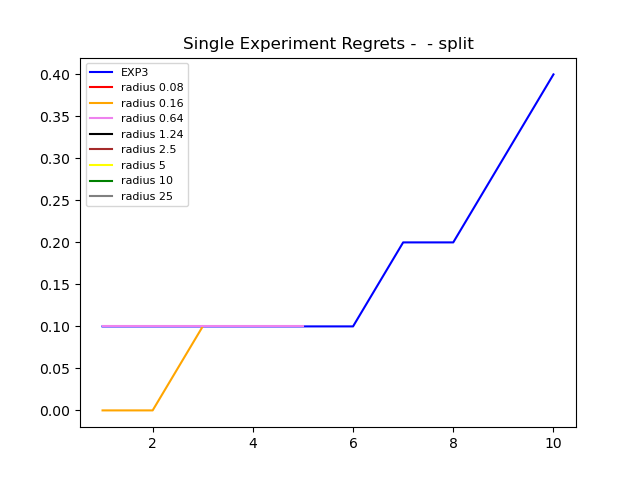 Single Experiment Regrets -  - split
0.40
0.35
0.30
0.25
0.20
0.15
0.10
0.05
0.00
EXP3
radius 0.08
radius 0.16
radius 0.64
radius 1.24
radius 2.5
radius 5
radius 10
radius 25
2 4 6 8 10